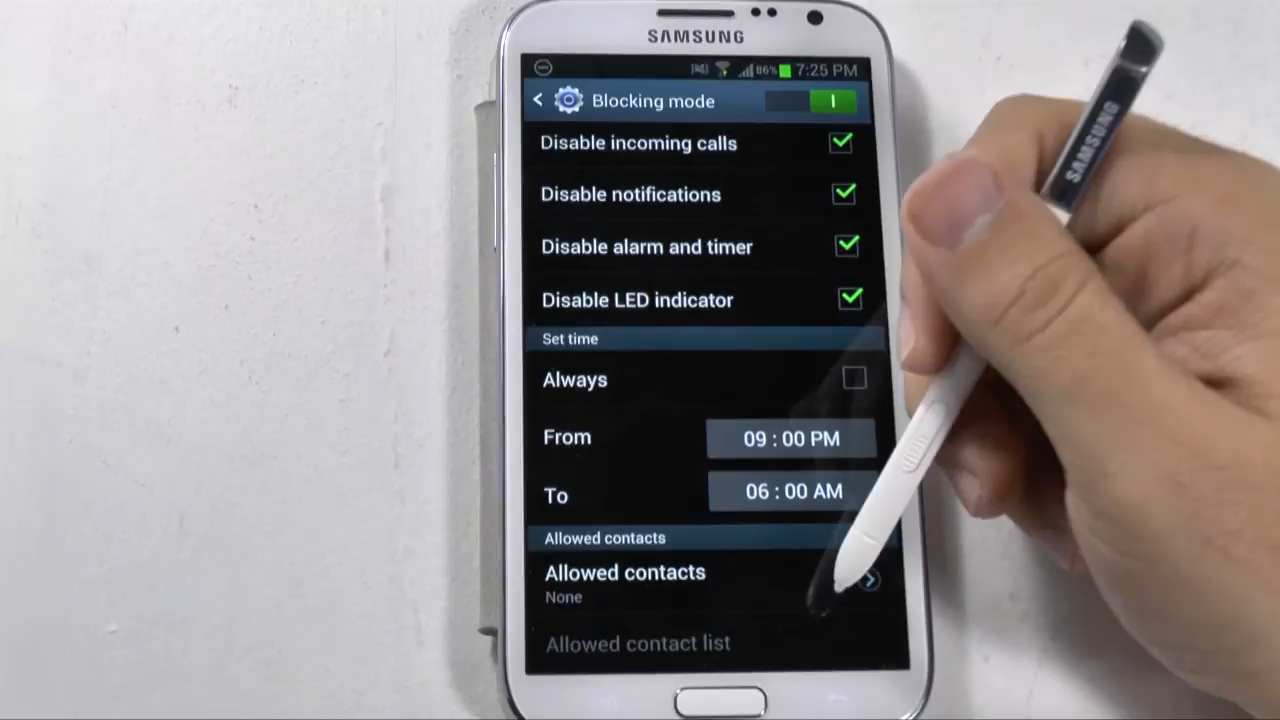 SAMSUNG
86% 7:25 PM
Blocking mode
Disable incoming calls
Disable notifications
Disable alarm and timer
Disable LED indicator
Set time
Always
From 09 : 00 PM
To 06 : 00 AM
Allowed contacts
Allowed contacts
None
Allowed contact list
SAMSUNG